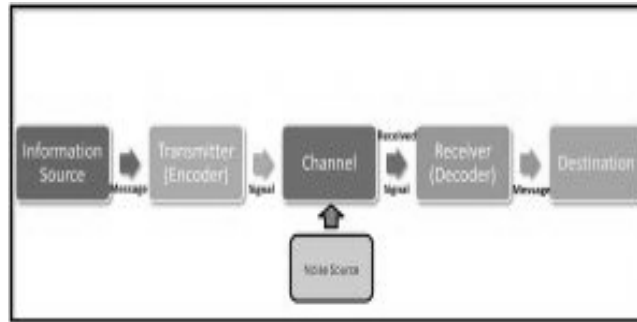 Information
Source
Message
Transmitter
(Encoder)
Signal
Channel
Received
Signal
Receiver
(Decoder)
Message
Destination
Noise Source